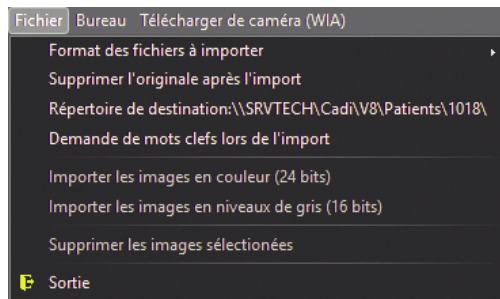 Fichier Bureau Télécharger de caméra (WIA)
Format des fichiers à importer
Supprimer l'originale après l'import
Répertoire de destination:\\SRVTECH\Cadi\V8\Patients\1018\
Demande de mots clefs lors de l'import
Importer les images en couleur (24 bits)
Importer les images en niveaux de gris (16 bits)
Supprimer les images sélectionées
Sortie